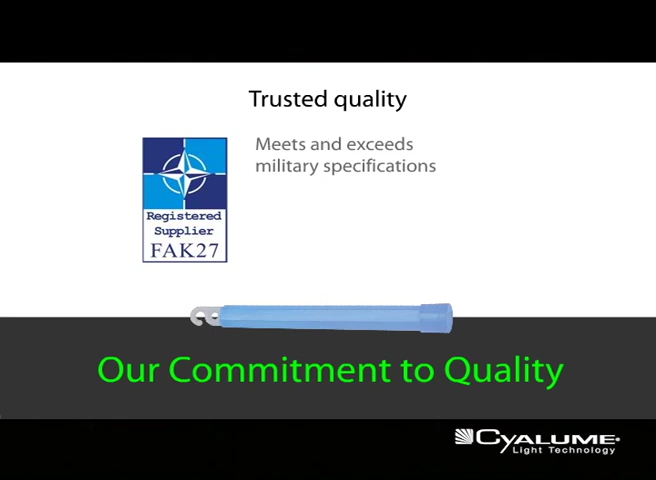 Trusted quality
Meets and exceeds
military specifications
Registered
Supplier
FAK27
Our Commitment to Quality
CYALUME
Light Technology